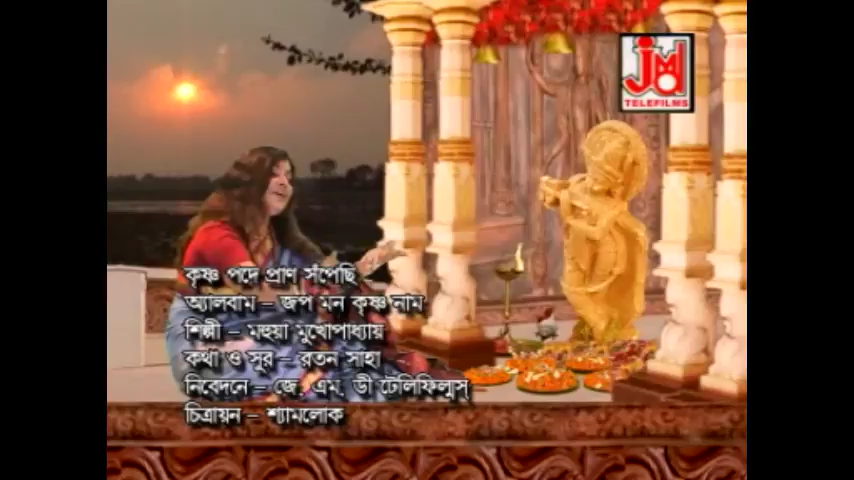 JMD
TELEFILMS
কৃষ্ণ পদে প্রাণ সঁপেছি
অ্যালবাম – জপ মন কৃষ্ণ নাম
শিল্পী – মহুয়া মুখোপাধ্যায়
কথা ও সুর – রতন সাহা
নিবেদনে – জে. এম. ডী টেলিফিল্মস্
চিত্রায়ন – শ্যামলোক